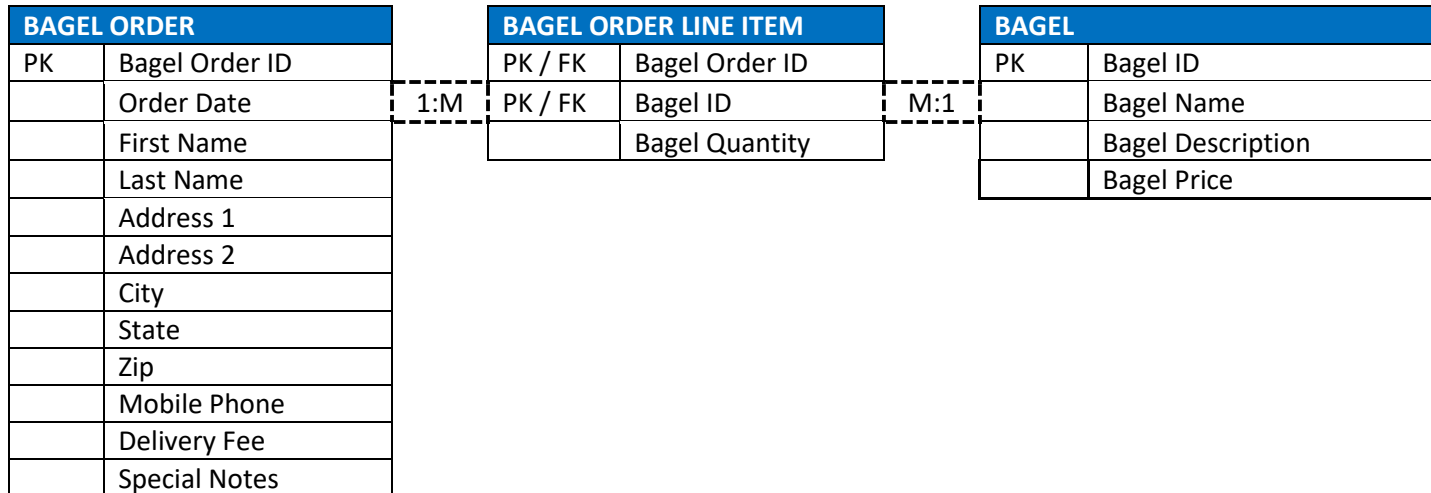 BAGEL ORDER BAGEL ORDER LINE ITEM BAGEL
PK Bagel Order ID PK / FK Bagel Order ID PK Bagel ID
Order Date 1:M PK / FK Bagel ID M:1 Bagel Name
First Name Bagel Quantity Bagel Description
Last Name Bagel Price
Address 1
Address 2
City
State
Zip
Mobile Phone
Delivery Fee
Special Notes